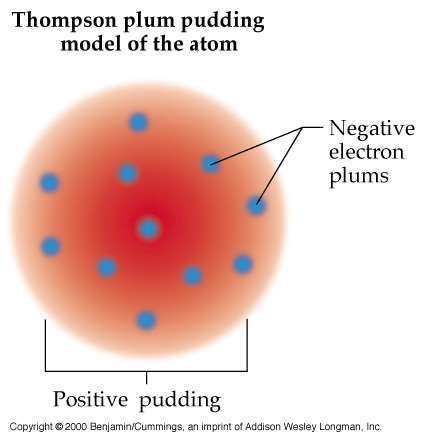 Thompson plum pudding
model of the atom
Negative
electron
plums
Positive pudding
Copyright © 2000 Benjamin/Cummings, an imprint of Addison Wesley Longman, Inc.